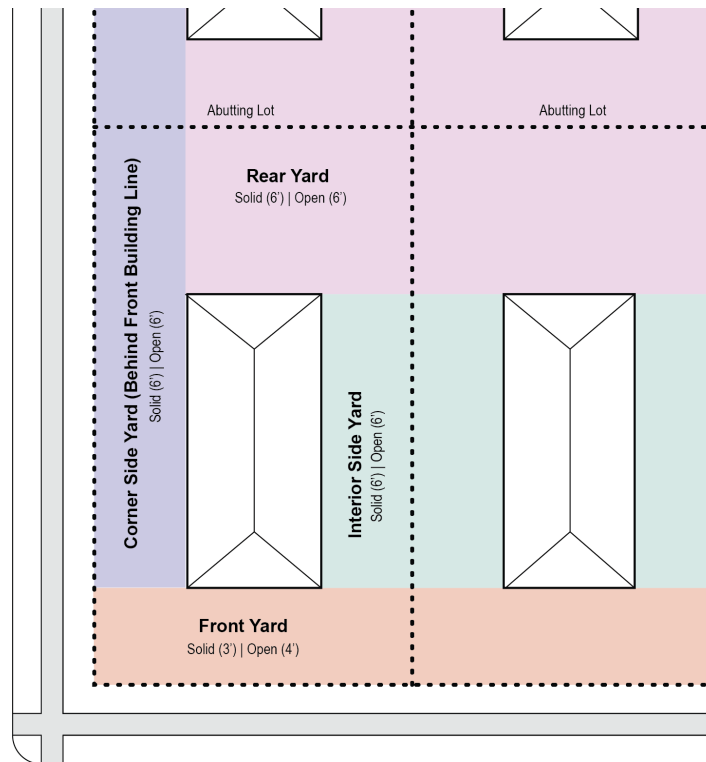 Abutting Lot
Abutting Lot
Rear Yard
Solid (6’) | Open (6’)
Corner Side Yard (Behind Front Building Line)
Solid (6’) | Open (6’)
Interior Side Yard
Solid (6’) | Open (6’)
Front Yard
Solid (3’) | Open (4’)